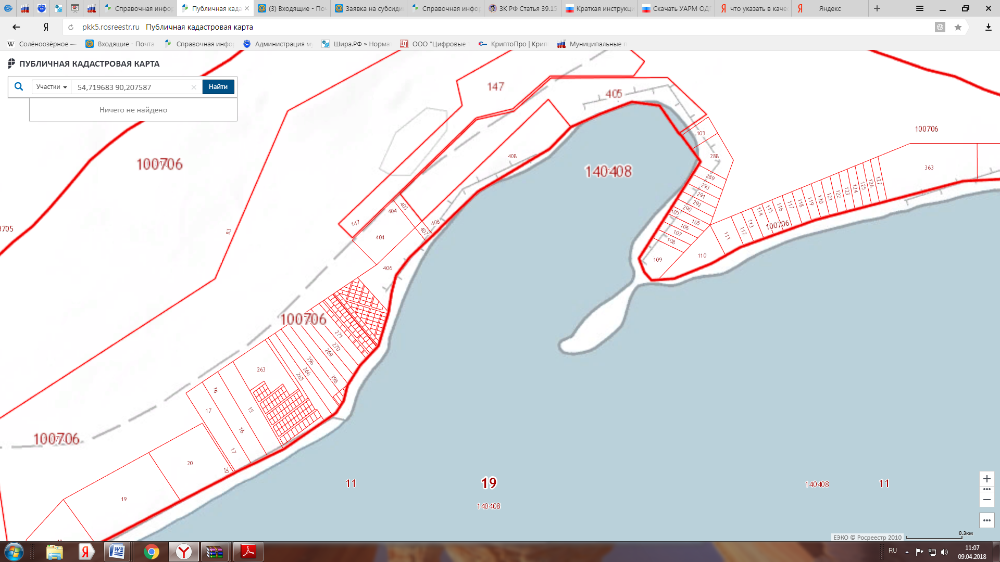 Справочная инфор
Публичная када
(3) Входящие - По
Заявка на субсиди
Справочная инфор
ЗК РФ Статья 39.15
Краткая инструкци
Скачать УАРМ ОД
что указать в каче
Яндекс
pkk5.rosreestr.ru Публичная кадастровая карта
Солёноозёрное —
Входящие - Почта
Справочная инфор
Администрация м
Шира.РФ » Нормат
ООО "Цифровые т
КриптоПро | Крип
Муниципальные п
ПУБЛИЧНАЯ КАДАСТРОВАЯ КАРТА
Участки
54,719683 90,207587
Найти
Ничего не найдено
147
405
100706
103
100706
288
408
140408
363
289
293
291
292
290
105
105
106
107
108
109
110
111
112
113
114
115
116
117
118
119
120
121
122
123
124
125
126
127
100706
404
403
147
408
407
404
83
406
100706
271
270
269
396
266
265
398
263
16
17
15
16
17
100706
20
20
19
11
19
140408
140408
11
ЕЭКО © Росреестр 2010
0.3км
RU
11:07
09.04.2018